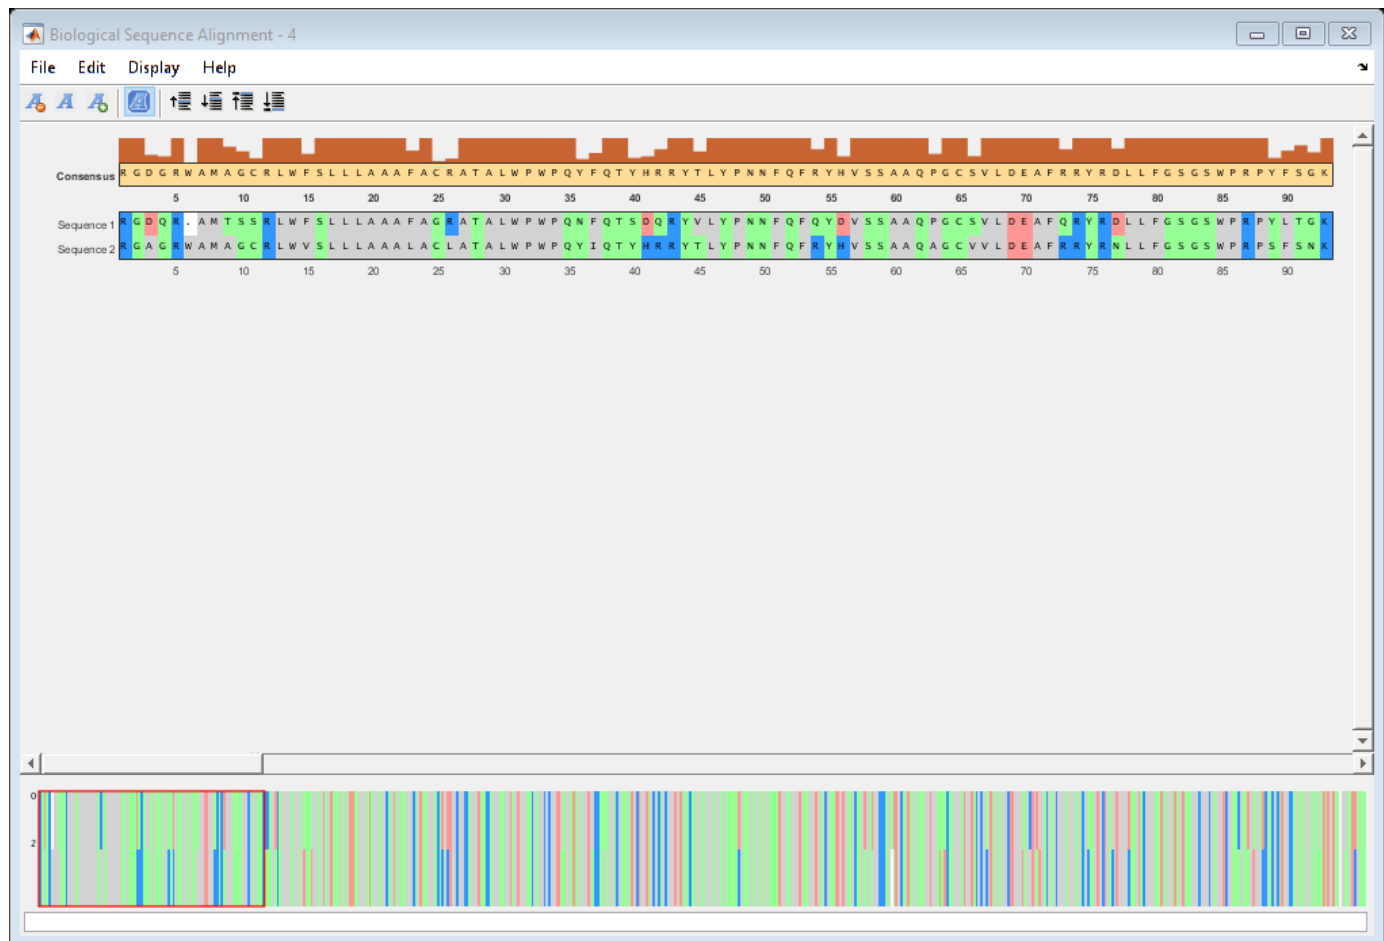 Biological Sequence Alignment - 4
File Edit Display Help
Consensus R G D G R W A M A G C R L W F S L L L A A A F A C R A T A L W P W P Q Y F Q T Y H R R Y T L Y P N N F Q F R Y H V S S A A Q P G C S V L D E A F R R Y R D L L F G S G S W P R P Y F S G K
5 10 15 20 25 30 35 40 45 50 55 60 65 70 75 80 85 90
Sequence 1 R G D Q R . A M T S S R L W F S L L L A A A F A G R A T A L W P W P Q N F Q T S D Q R Y V L Y P N N F Q F Q Y D V S S A A Q P G C S V L D E A F Q R Y R D L L F G S G S W P R P Y L T G K
Sequence 2 R G A G R W A M A G C R L W V S L L L A A A L A C L A T A L W P W P Q Y I Q T Y H R R Y T L Y P N N F Q F R Y H V S S A A Q A G C V V L D E A F R R Y R N L L F G S G S W P R P S F S N K
5 10 15 20 25 30 35 40 45 50 55 60 65 70 75 80 85 90
0
2